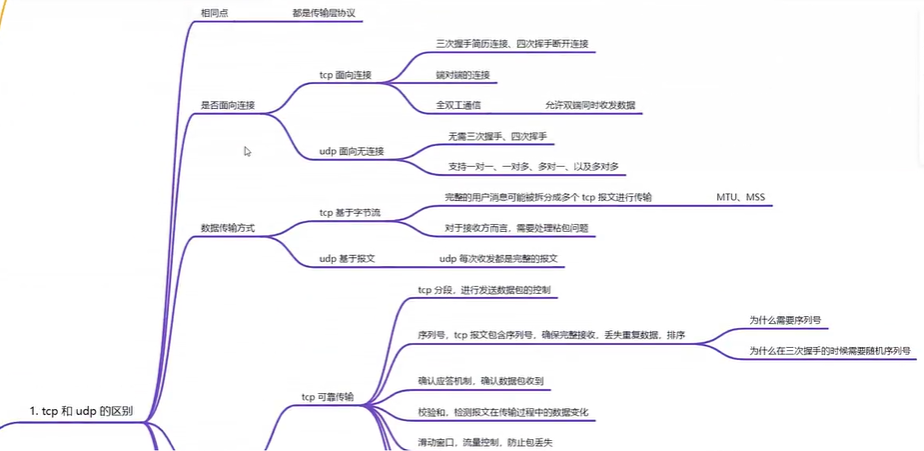 相同点
都是传输层协议
是否面向连接
tcp 面向连接
三次握手简历连接、四次挥手断开连接
端对端的连接
全双工通信
允许双端同时收发数据
udp 面向无连接
无需三次握手、四次挥手
支持一对一、一对多、多对一、以及多对多
数据传输方式
tcp 基于字节流
完整的用户消息可能被拆分成多个 tcp 报文进行传输
MTU、MSS
对于接收方而言，需要处理粘包问题
udp 基于报文
udp 每次收发都是完整的报文
1. tcp 和 udp 的区别
tcp 可靠传输
tcp 分段，进行发送数据包的控制
序列号，tcp 报文包含序列号，确保完整接收，丢失重复数据，排序
为什么需要序列号
为什么在三次握手的时候需要随机序列号
确认应答机制，确认数据包收到
校验和，检测报文在传输过程中的数据变化
滑动窗口，流量控制，防止包丢失